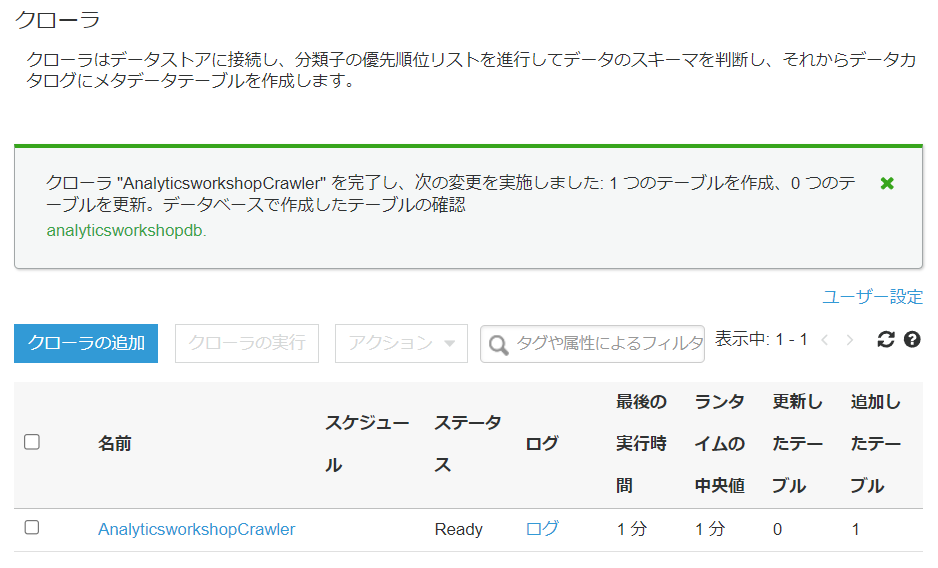 クローラ
クローラはデータストアに接続し、分類子の優先順位リストを進行してデータのスキーマを判断し、それからデータカ
タログにメタデータテーブルを作成します。
クローラ "AnalyticsworkshopCrawler" を完了し、次の変更を実施しました: 1 つのテーブルを作成、0 つのテ
ーブルを更新。データベースで作成したテーブルの確認
analyticsworkshopdb.
ユーザー設定
クローラの追加 クローラの実行 アクション タグや属性によるフィルタ 表示中: 1 - 1
名前
スケジュー
ル
ステータ
ス
ログ
最後の
実行時
間
ランタ
イムの
中央値
更新し
たテー
ブル
追加し
たテー
ブル
AnalyticsworkshopCrawler Ready ログ 1 分 1 分 0 1